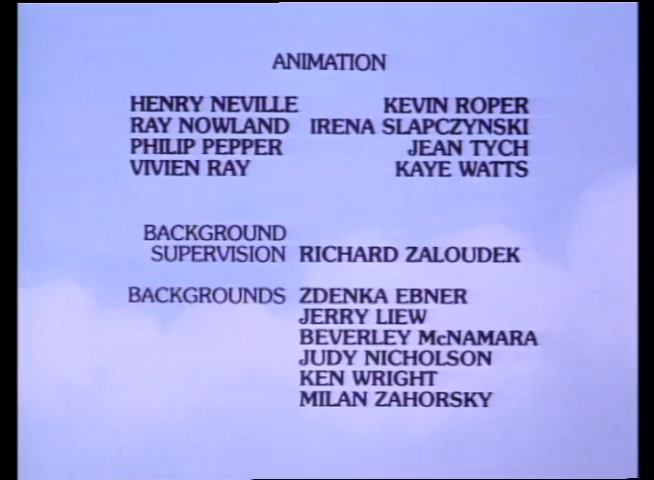 ANIMATION
HENRY NEVILLE KEVIN ROPER
RAY NOWLAND IRENA SLAPCZYNSKI
PHILIP PEPPER JEAN TYCH
VIVIEN RAY KAYE WATTS
BACKGROUND
SUPERVISION RICHARD ZALOUDEK
BACKGROUNDS ZDENKA EBNER
JERRY LIEW
BEVERLEY McNAMARA
JUDY NICHOLSON
KEN WRIGHT
MILAN ZAHORSKY